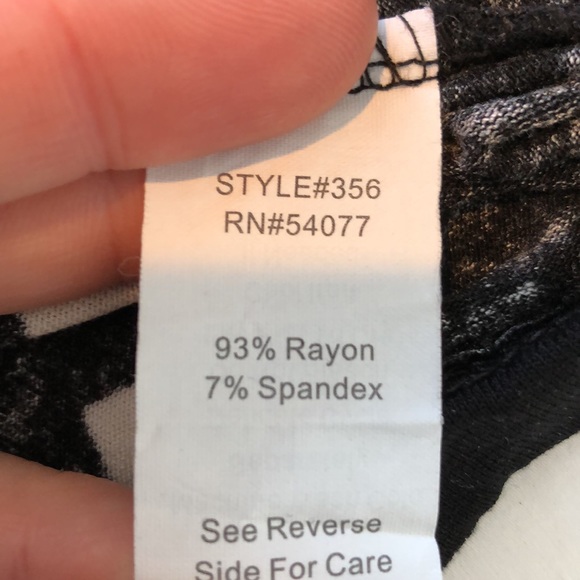 STYLE#356
RN#54077
93% Rayon
7% Spandex
See Reverse
Side For Care